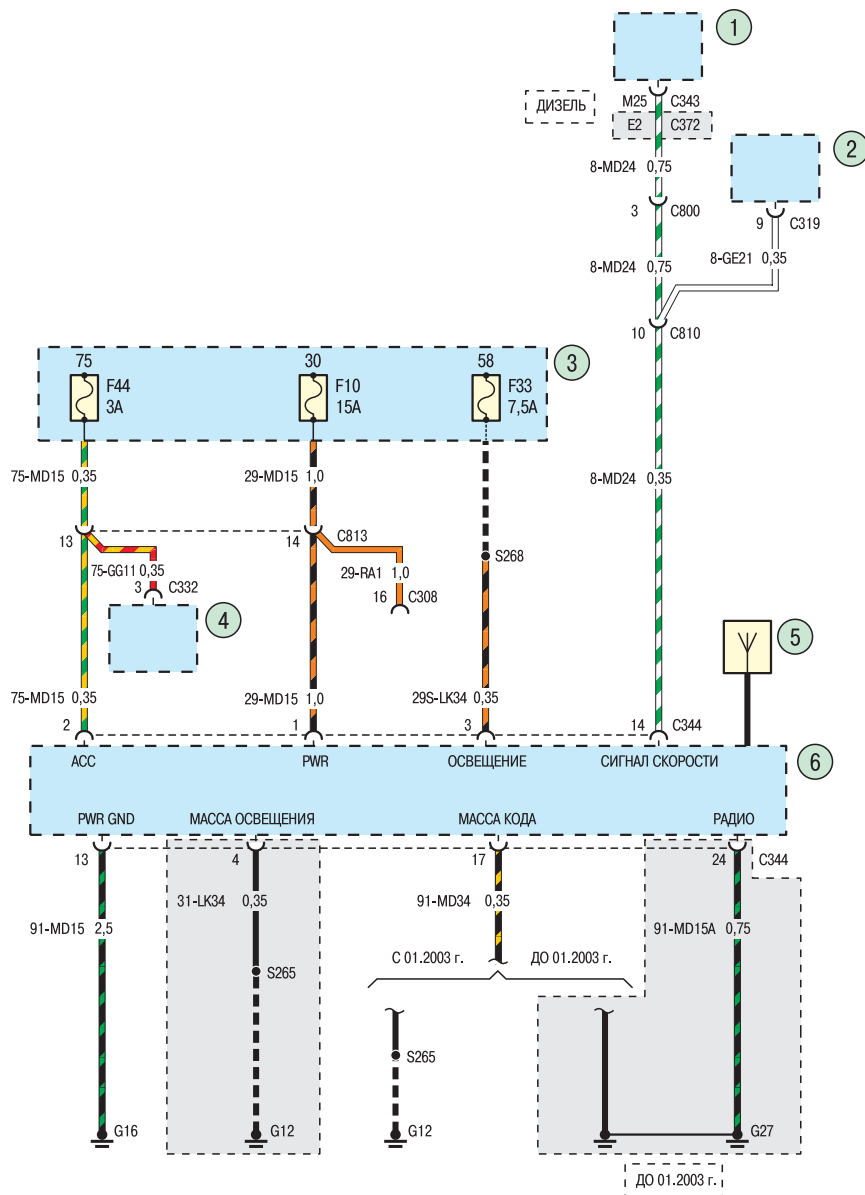 1
ДИЗЕЛЬ
M25 C343
E2 C372
2
8-MD24 0,75
3 C800
9 C319
8-GE21 0,35
8-MD24 0,75
10 C810
75 30 58
3
F44 F10 F33
3A 15A 7,5A
75-MD15 0,35 29-MD15 1,0 8-MD24 0,35
13 14 C813
S268
75-GG11 0,35 29-RA1 1,0
3 C332 16 C308
4
5
75-MD15 0,35 29-MD15 1,0 29S-LK34 0,35
2 1 3 14 C344
ACC PWR ОСВЕЩЕНИЕ СИГНАЛ СКОРОСТИ
6
PWR GND МАССА ОСВЕЩЕНИЯ МАССА КОДА РАДИО
13 4 17 24 C344
31-LK34 0,35 91-MD34 0,35
91-MD15 2,5 91-MD15A 0,75
С 01.2003 г. ДО 01.2003 г.
S265
S265
G16 G12 G12 G27
ДО 01.2003 г.